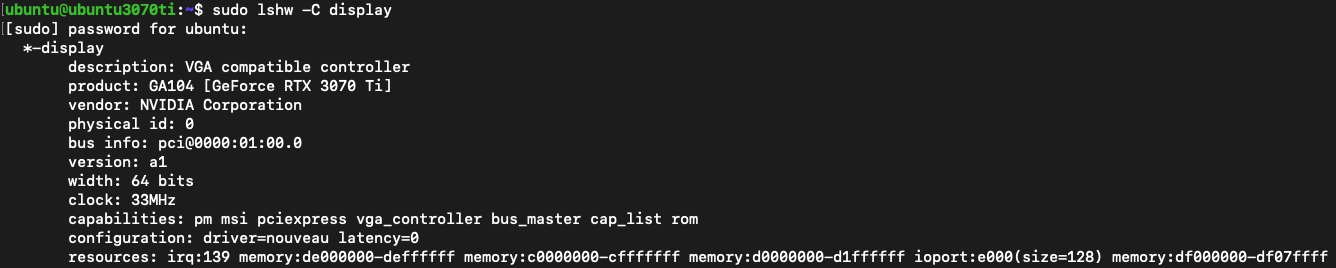 ubuntu@ubuntu3070ti:~$ sudo lshw -C display
[sudo] password for ubuntu:
*-display
description: VGA compatible controller
product: GA104 [GeForce RTX 3070 Ti]
vendor: NVIDIA Corporation
physical id: 0
bus info: pci@0000:01:00.0
version: a1
width: 64 bits
clock: 33MHz
capabilities: pm msi pciexpress vga_controller bus_master cap_list rom
configuration: driver=nouveau latency=0
resources: irq:139 memory:de000000-deffffff memory:c0000000-cfffffff memory:d0000000-d1ffffff ioport:e000(size=128) memory:df000000-df07ffff